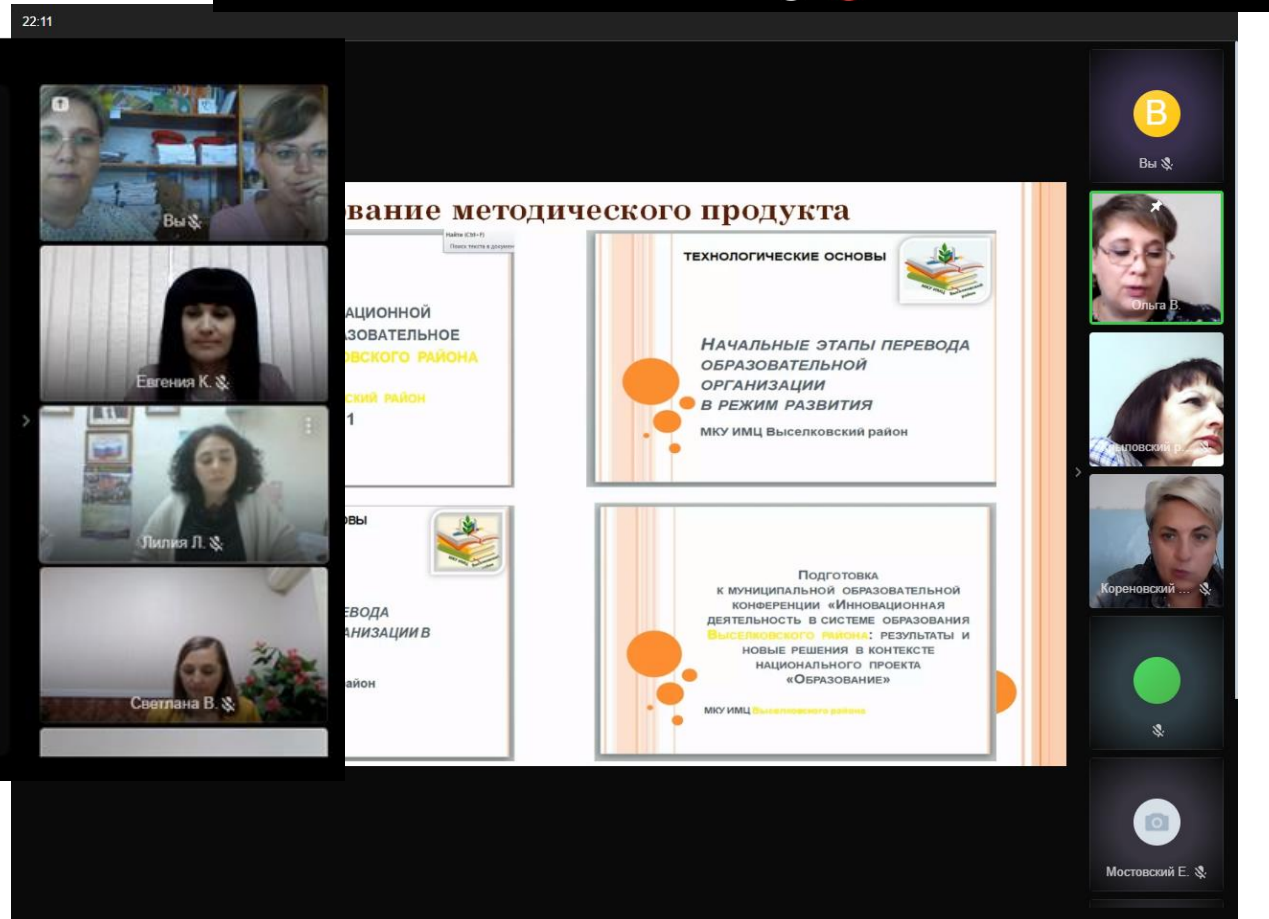 22:11
Вы
Евгения К.
Лилия Л.
Светлана В.
вание методического продукта
Найти (Ctrl+F)
Поиск текста в докумен
АЦИОННОЙ
АЗОВАТЕЛЬНОЕ
ОВСКОГО РАЙОНА
СКИЙ РАЙОН
1
ТЕХНОЛОГИЧЕСКИЕ ОСНОВЫ
НАЧАЛЬНЫЕ ЭТАПЫ ПЕРЕВОДА
ОБРАЗОВАТЕЛЬНОЙ
ОРГАНИЗАЦИИ
В РЕЖИМ РАЗВИТИЯ
МКУ ИМЦ Выселковский район
ОВЫ
ЕВОДА
АНИЗАЦИИ В
айон
ПОДГОТОВКА
К МУНИЦИПАЛЬНОЙ ОБРАЗОВАТЕЛЬНОЙ
КОНФЕРЕНЦИИ «ИННОВАЦИОННАЯ
ДЕЯТЕЛЬНОСТЬ В СИСТЕМЕ ОБРАЗОВАНИЯ
ВЫСЕЛКОВСКОГО РАЙОНА: РЕЗУЛЬТАТЫ И
НОВЫЕ РЕШЕНИЯ В КОНТЕКСТЕ
НАЦИОНАЛЬНОГО ПРОЕКТА
«ОБРАЗОВАНИЕ»
МКУ ИМЦ Выселковского района
В
Вы
Ольга В.
ыловский р...
Кореновский ...
Мостовский Е.